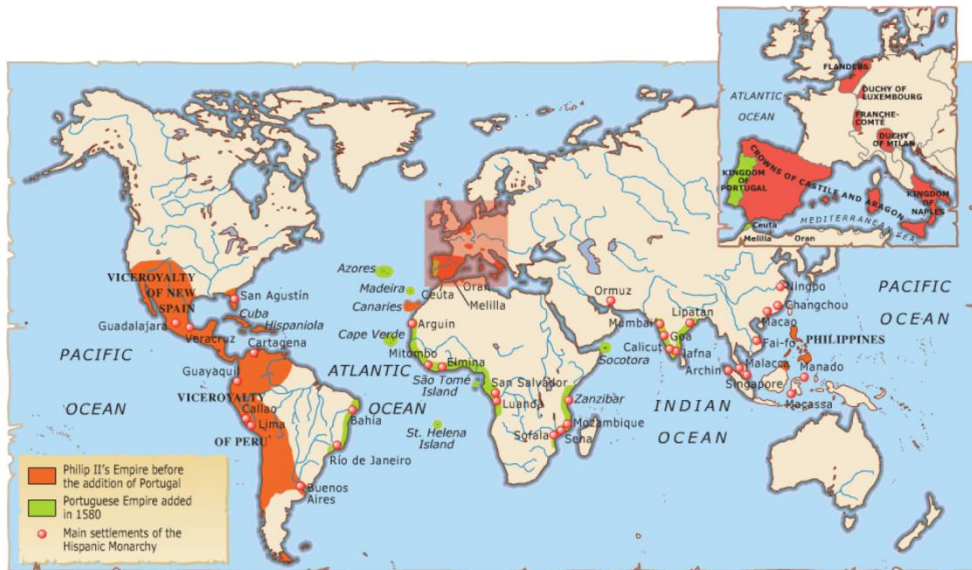 FLANDERS
ATLANTIC
OCEAN
DUCHY OF
LUXEMBOURG
FRANCHE-
COMTÉ
DUCHY
OF MILAN
CROWNS OF CASTILE AND ARAGON
KINGDOM
OF
PORTUGAL
KINGDOM
OF
NAPLES
MEDITERRANEAN SEA
Ceuta
Melilla
Oran
VICEROYALTY
OF NEW
SPAIN
San Agustín
Cuba
Hispaniola
Guadalajara
Veracruz
Cartagena
Guayaquil
VICEROYALTY
OF PERU
Callao
Lima
Bahía
Río de Janeiro
Buenos
Aires
PACIFIC
OCEAN
ATLANTIC
OCEAN
Azores
Madeira
Canaries
Cape Verde
Ceuta
Oran
Melilla
Arguin
Mitombo
Elmina
São Tomé
Island
St. Helena
Island
San Salvador
Luanda
Zanzibar
Mozambique
Sofala
Sena
Socotora
Ormuz
Lipatan
Mumbai
Goa
Calicut
Jafna
INDIAN
OCEAN
Ningpo
Changchou
Macao
Fai-fo
PHILIPPINES
Archin
Malacca
Singapore
Manado
Macassa
PACIFIC
OCEAN
Philip II's Empire before
the addition of Portugal
Portuguese Empire added
in 1580
Main settlements of the
Hispanic Monarchy